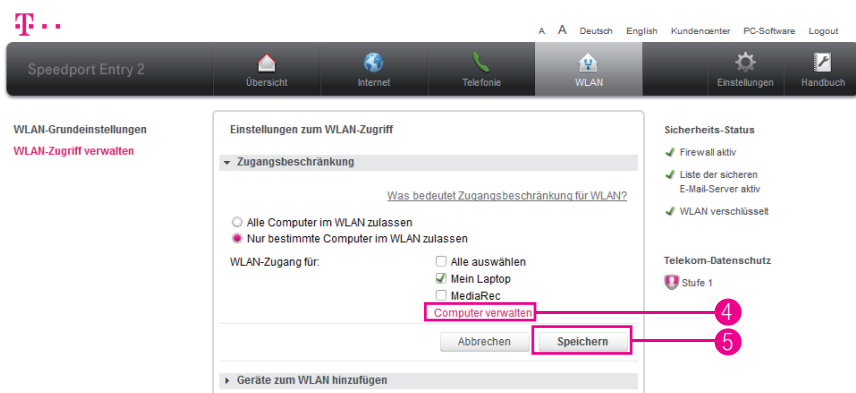 T
A A Deutsch English Kundencenter PC-Software Logout
Speedport Entry 2
Übersicht Internet Telefonie WLAN Einstellungen Handbuch
WLAN-Grundeinstellungen
WLAN-Zugriff verwalten
Einstellungen zum WLAN-Zugriff
Zugangsbeschränkung
Was bedeutet Zugangsbeschränkung für WLAN?
Alle Computer im WLAN zulassen
Nur bestimmte Computer im WLAN zulassen
WLAN-Zugang für:
Alle auswählen
Mein Laptop
MediaRec
Computer verwalten
4
Abbrechen Speichern
5
Geräte zum WLAN hinzufügen
Sicherheits-Status
Firewall aktiv
Liste der sicheren
E-Mail-Server aktiv
WLAN verschlüsselt
Telekom-Datenschutz
Stufe 1